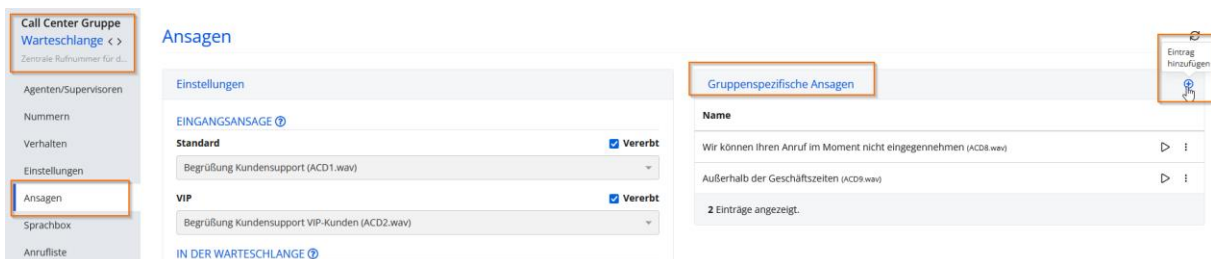 Call Center Gruppe
Warteschlange < >
Zentrale Rufnummer für d...
Agenten/Supervisoren
Nummern
Verhalten
Einstellungen
Ansagen
Sprachbox
Anrufliste
Ansagen
Einstellungen
EINGANGSANSAGE
Standard
Vererbt
Begrüßung Kundensupport (ACD1.wav)
VIP
Vererbt
Begrüßung Kundensupport VIP-Kunden (ACD2.wav)
IN DER WARTESCHLANGE
Eintrag
hinzufügen
Gruppenspezifische Ansagen
Name
Wir können Ihren Anruf im Moment nicht eingegennehmen (ACD8.wav)
Außerhalb der Geschäftszeiten (ACD9.wav)
2 Einträge angezeigt.